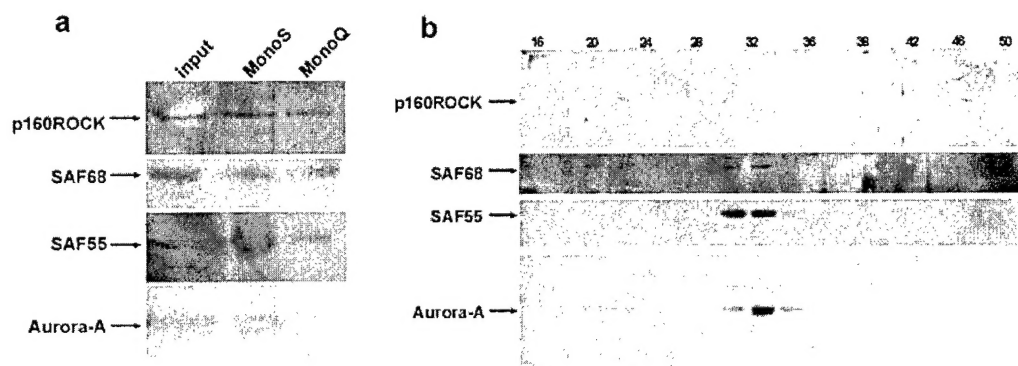 a
input MonoS MonoQ
p160ROCK
SAF68
SAF55
Aurora-A
b
16 20 24 28 32 36 38 42 46 50
p160ROCK
SAF68
SAF55
Aurora-A